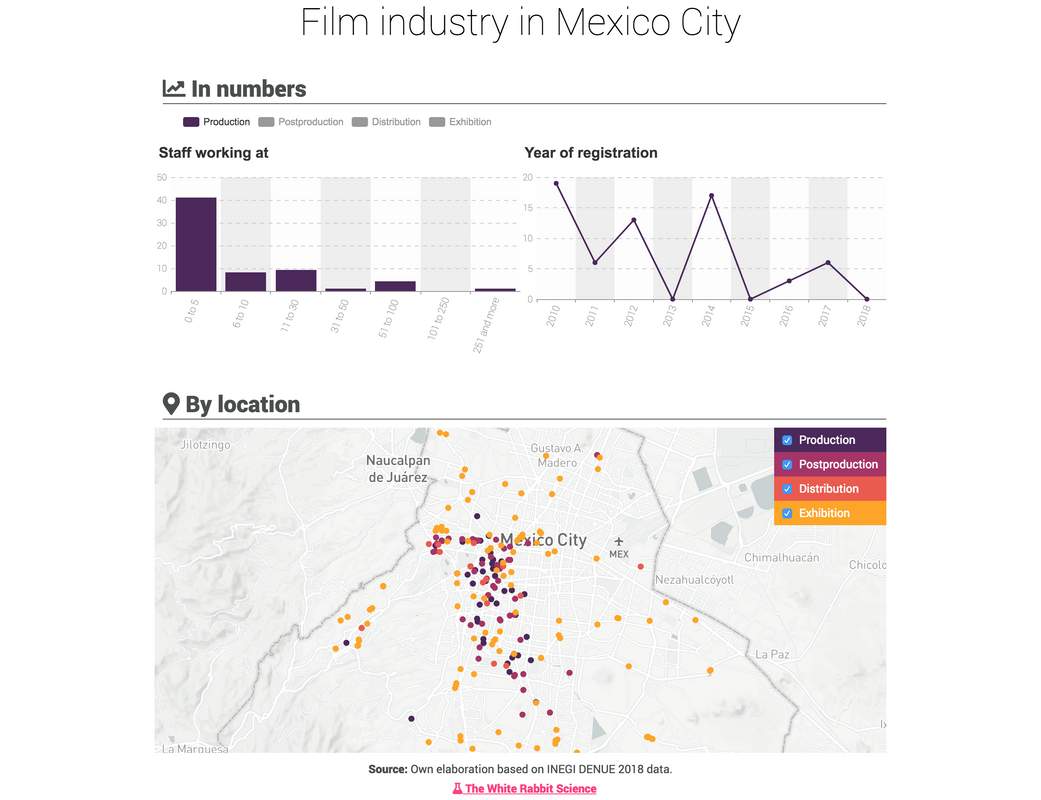 Film industry in Mexico City
In numbers
Production Postproduction Distribution Exhibition
Staff working at
50
40
30
20
10
0
0 to 5
6 to 10
11 to 30
31 to 50
51 to 100
101 to 250
251 and more
Year of registration
20
15
10
5
0
2010
2011
2012
2013
2014
2015
2016
2017
2018
By location
Jilotzingo
Naucalpan
de Juárez
Gustavo A.
Madero
Mexico City
MEX
Chimalhuacán
Chicolo
Nezahualcóyotl
La Paz
Ix
La Marquesa
Production
Postproduction
Distribution
Exhibition
Source: Own elaboration based on INEGI DENUE 2018 data.
The White Rabbit Science